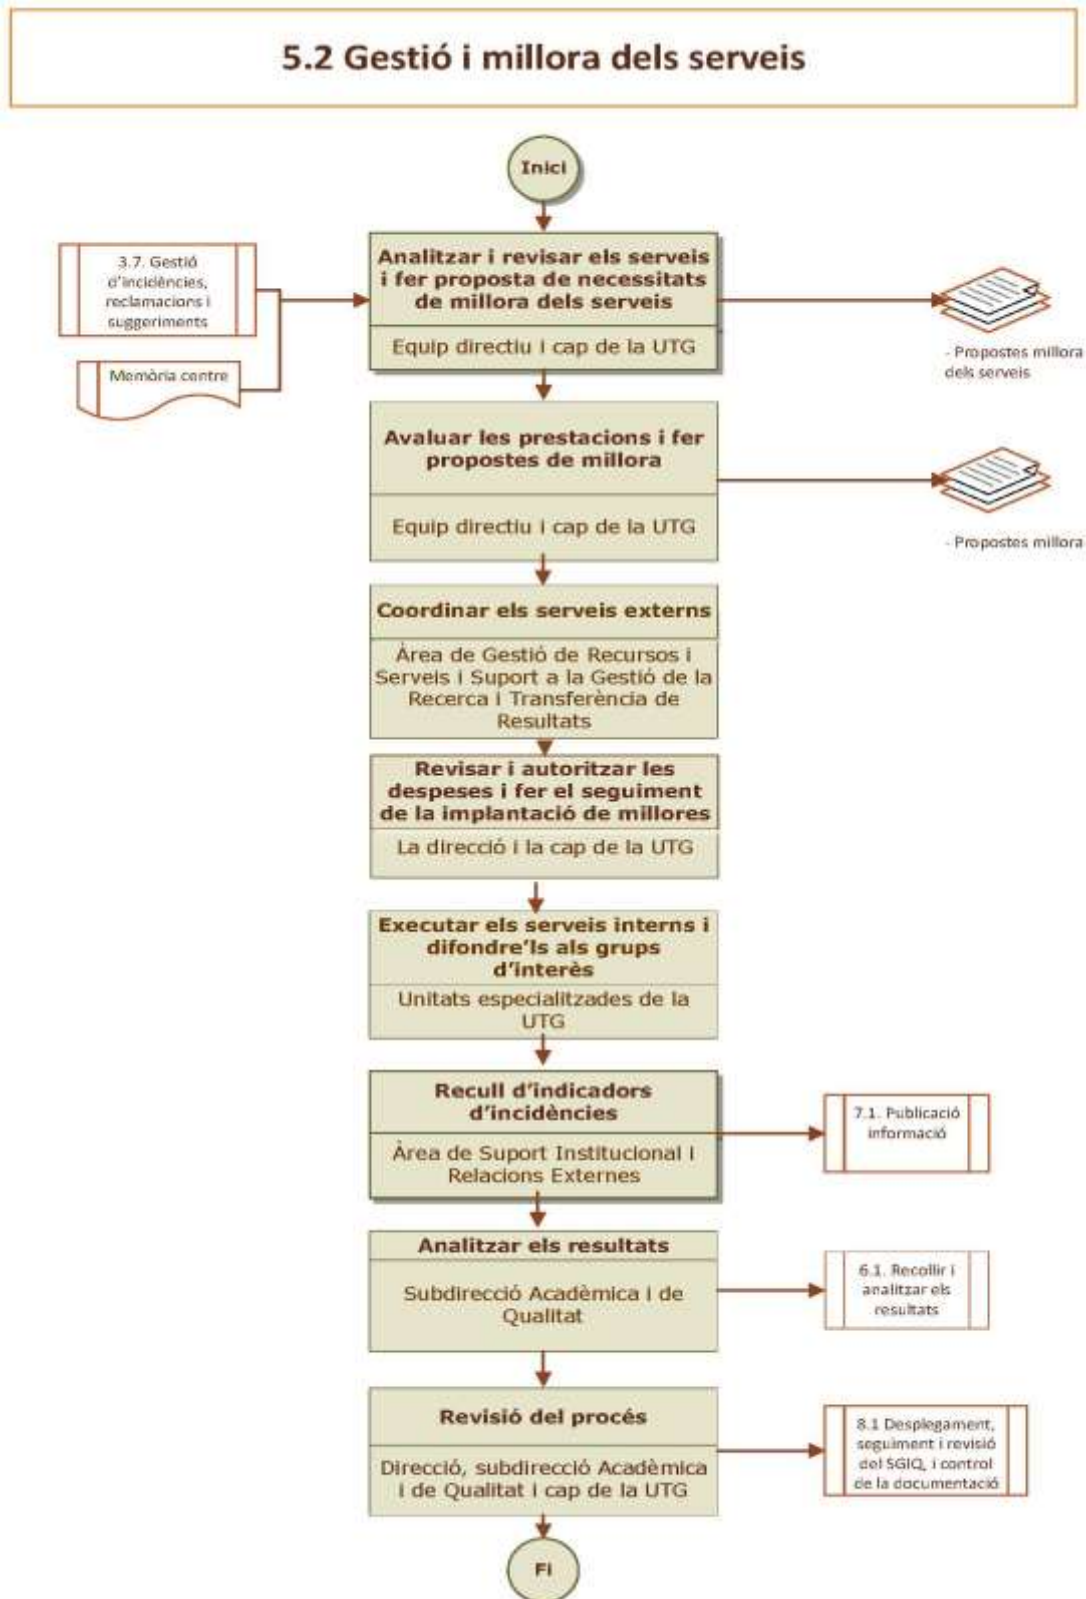 5.2 Gestió i millora dels serveis
Inici
3.7. Gestió
d'incidències,
reclamacions i
suggeriments
Memòria centre
Analitzar i revisar els serveis
i fer proposta de necessitats
de millora dels serveis
Equip directiu i cap de la UTG
- Propostes millora
dels serveis
Avaluar les prestacions i fer
propostes de millora
Equip directiu i cap de la UTG
- Propostes millora
Coordinar els serveis externs
Àrea de Gestió de Recursos i
Serveis i Suport a la Gestió de la
Recerca i Transferència de
Resultats
Revisar i autoritzar les
despeses i fer el seguiment
de la implantació de millores
La direcció i la cap de la UTG
Executar els serveis interns i
difondre'ls als grups
d'interès
Unitats especialitzades de la
UTG
Recull d'indicadors
d'incidències
Àrea de Suport Institucional i
Relacions Externes
7.1. Publicació
informació
Analitzar els resultats
Subdirecció Acadèmica i de
Qualitat
6.1. Recollir i
analitzar els
resultats
Revisió del procés
Direcció, subdirecció Acadèmica
i de Qualitat i cap de la UTG
8.1 Desplegament,
seguiment i revisió
del SGIQ, i control
de la documentació
Fi